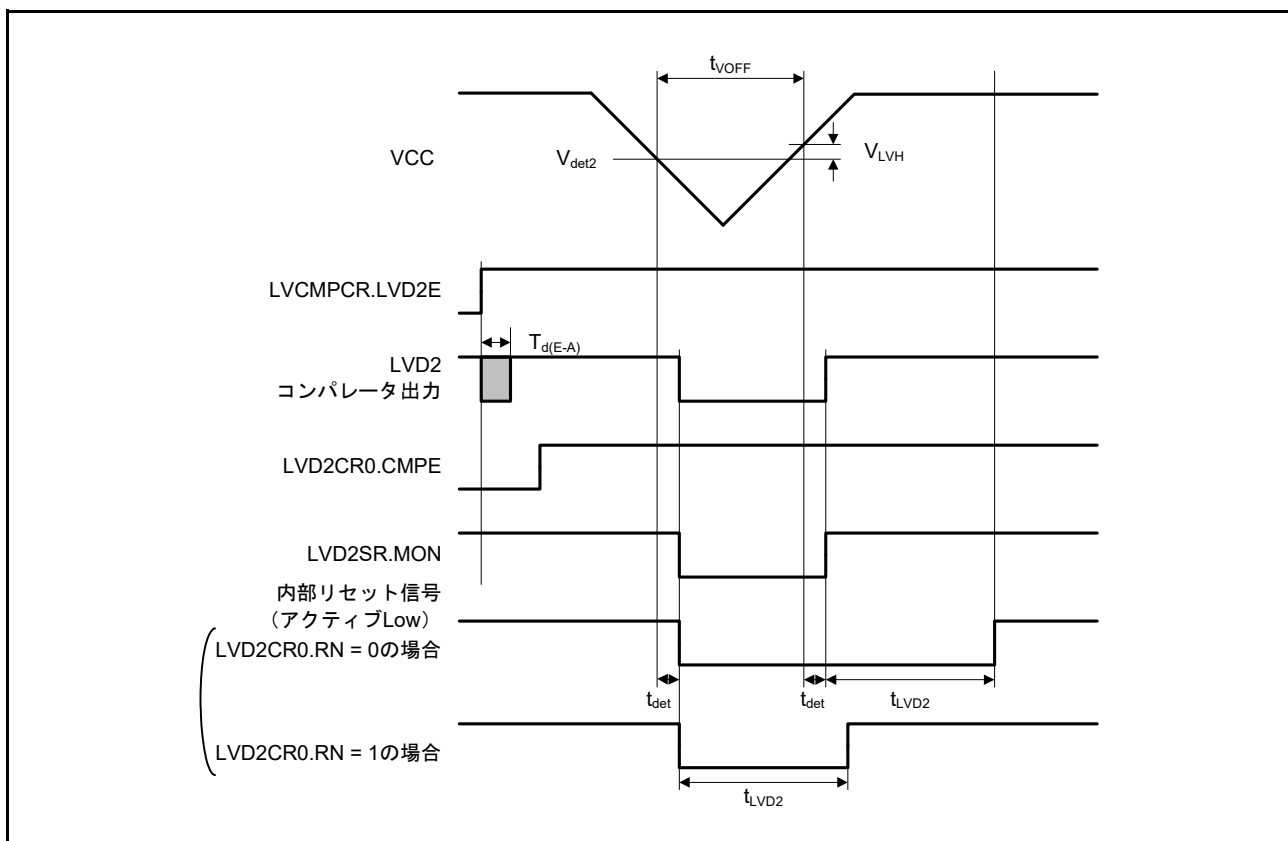 tVOFF
VCC
Vdet2
VLVH
LVCMPCR.LVD2E
Td(E-A)
LVD2
コンパレータ出力
LVD2CR0.CMPE
LVD2SR.MON
内部リセット信号
（アクティブLow）
LVD2CR0.RN = 0の場合
tdet
tdet
tLVD2
LVD2CR0.RN = 1の場合
tLVD2